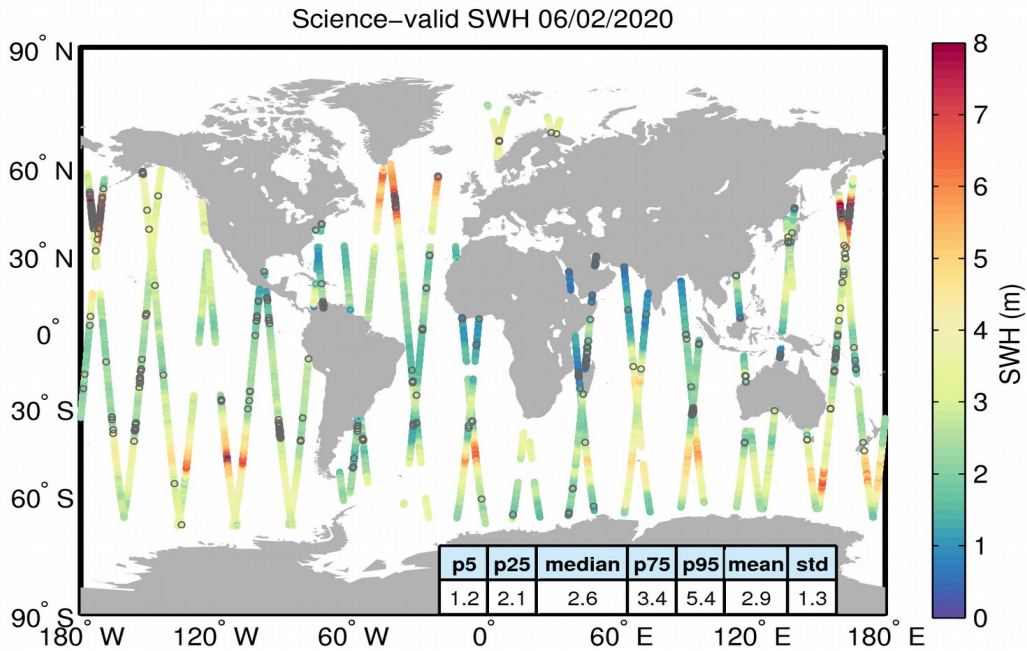 Science−valid SWH 06/02/2020
90° N
60° N
30° N
0°
30° S
60° S
90° S
180° W
120° W
60° W
0°
60° E
120° E
180° E
p5 p25 median p75 p95 mean std
1.2 2.1 2.6 3.4 5.4 2.9 1.3
8
7
6
5
4
3
2
1
0
SWH (m)